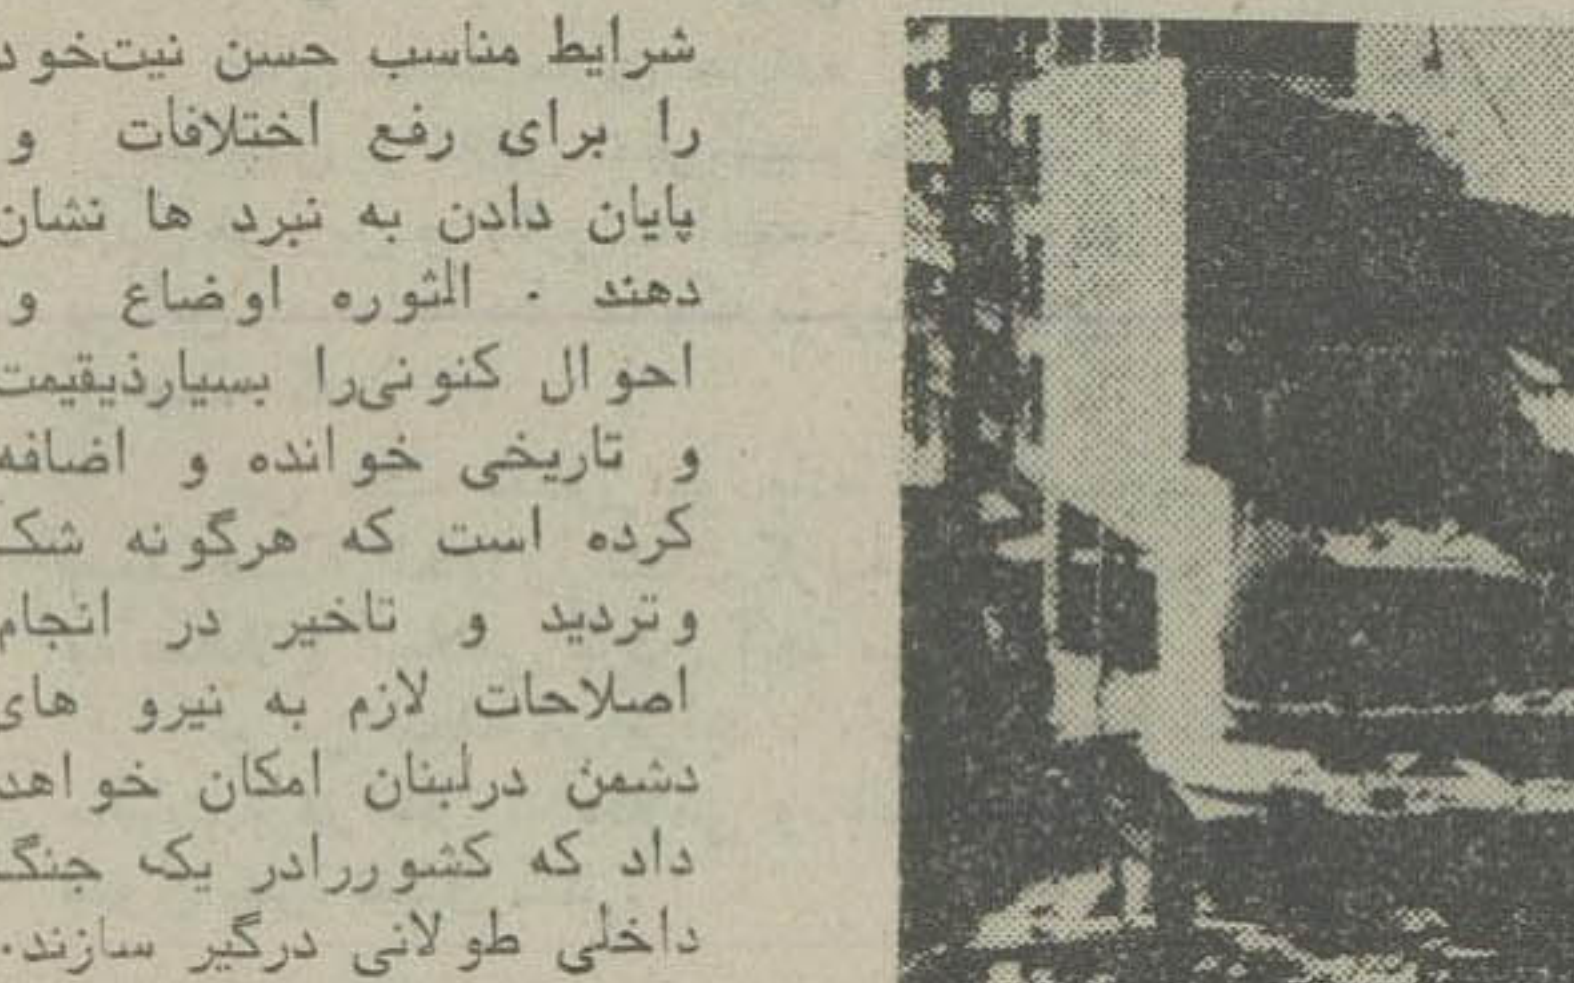 شرایط مناسب حسن نیت‌خود
را برای رفع اختلافات و
پایان دادن به نبرد ها نشان
دهند . الثوره اوضاع و
احوال کنونی‌را بسیارذیقیمت
و تاریخی خوانده و اضافه
کرده است که هرگونه شک
وتردید و تاخیر در انجام
اصلاحات لازم به نیرو های
دشمن درلبنان امکان خواهد
داد که کشوررادر یک جنگ
داخلی طولانی درگیر سازند.